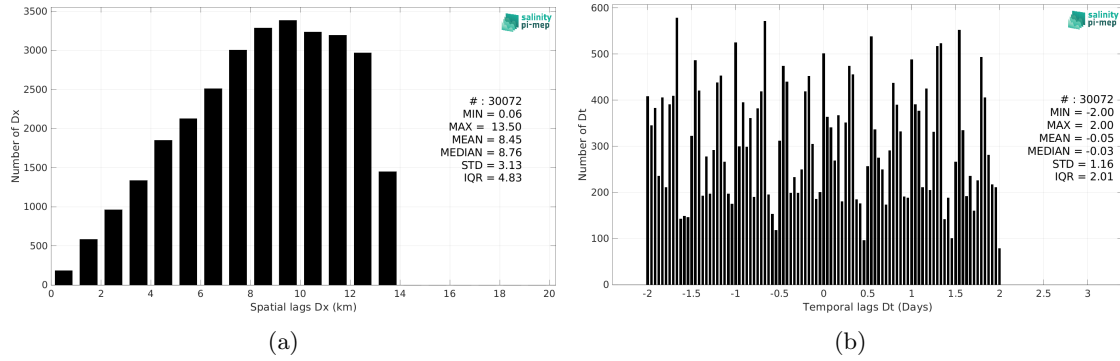 3500
3000
2500
2000
1500
1000
500
0
Number of Dx
0 2 4 6 8 10 12 14 16 18 20
Spatial lags Dx (km)
salinity
pi-mep
# : 30072
MIN = 0.06
MAX = 13.50
MEAN = 8.45
MEDIAN = 8.76
STD = 3.13
IQR = 4.83
(a)
600
500
400
300
200
100
0
Number of Dt
-2 -1.5 -1 -0.5 0 0.5 1 1.5 2 2.5 3
Temporal lags Dt (Days)
salinity
pi-mep
# : 30072
MIN = -2.00
MAX = 2.00
MEAN = -0.05
MEDIAN = -0.03
STD = 1.16
IQR = 2.01
(b)